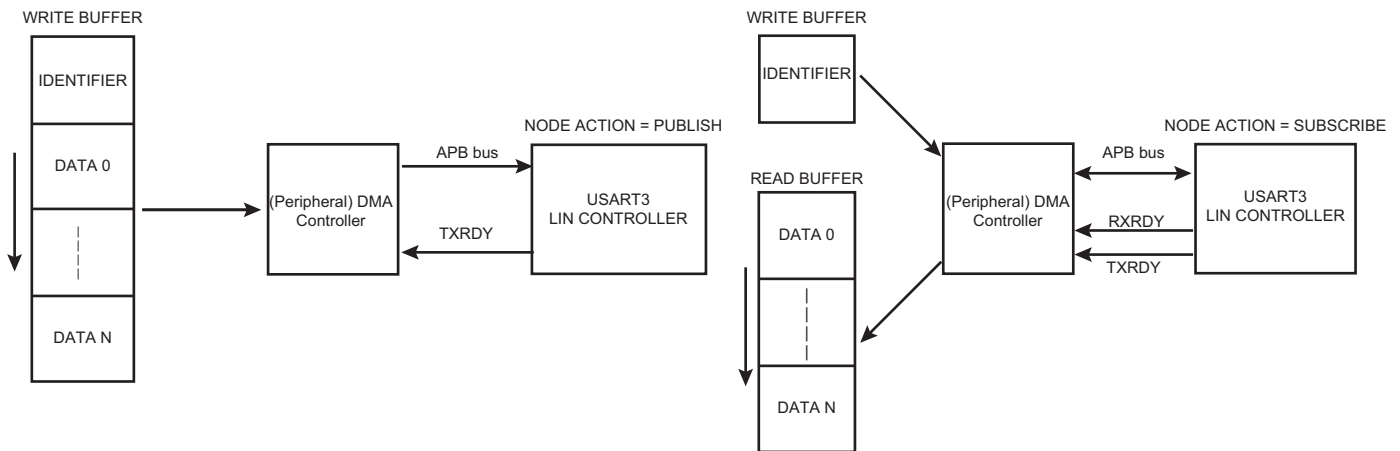 WRITE BUFFER
IDENTIFIER
DATA 0
DATA N
(Peripheral) DMA
Controller
APB bus
TXRDY
NODE ACTION = PUBLISH
USART3
LIN CONTROLLER
WRITE BUFFER
IDENTIFIER
READ BUFFER
DATA 0
DATA N
(Peripheral) DMA
Controller
APB bus
RXRDY
TXRDY
NODE ACTION = SUBSCRIBE
USART3
LIN CONTROLLER